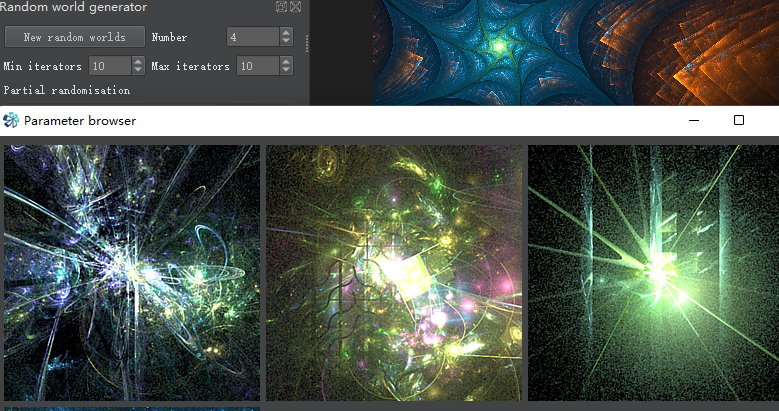 Random world generator
New random worlds Number 4
Min iterators 10 Max iterators 10
Partial randomisation
Parameter browser